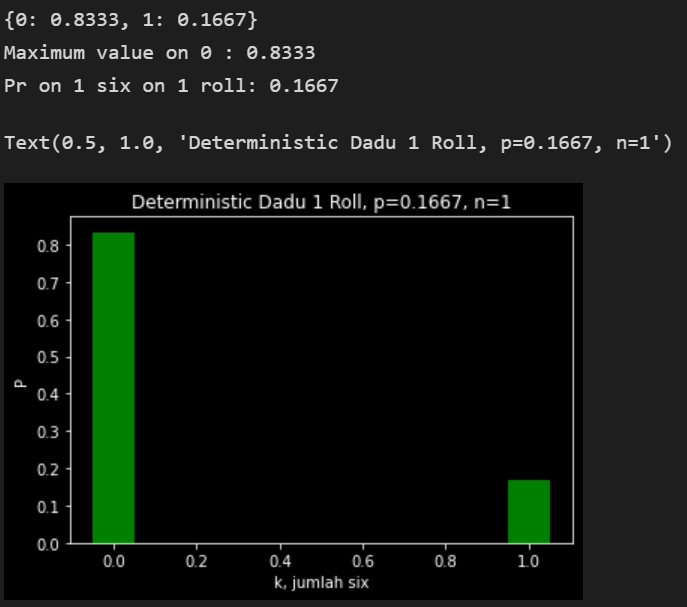 {0: 0.8333, 1: 0.1667}
Maximum value on 0 : 0.8333
Pr on 1 six on 1 roll: 0.1667
Text(0.5, 1.0, 'Deterministic Dadu 1 Roll, p=0.1667, n=1')
Deterministic Dadu 1 Roll, p=0.1667, n=1
0.8
0.7
0.6
0.5
0.4
0.3
0.2
0.1
0.0
P
0.0 0.2 0.4 0.6 0.8 1.0
k, jumlah six